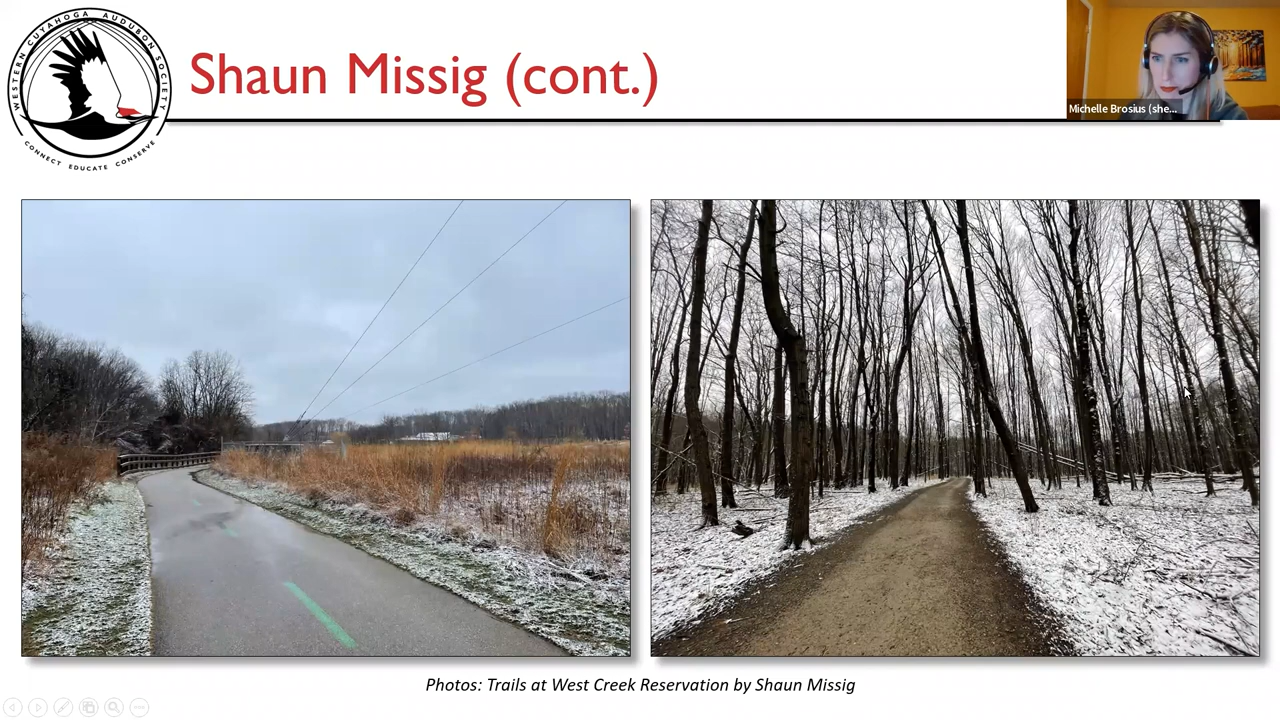 WESTERN CUYAHOGA AUDUBON SOCIETY
CONNECT EDUCATE CONSERVE
Shaun Missig (cont.)
Michelle Brosius (she...
Photos: Trails at West Creek Reservation by Shaun Missig